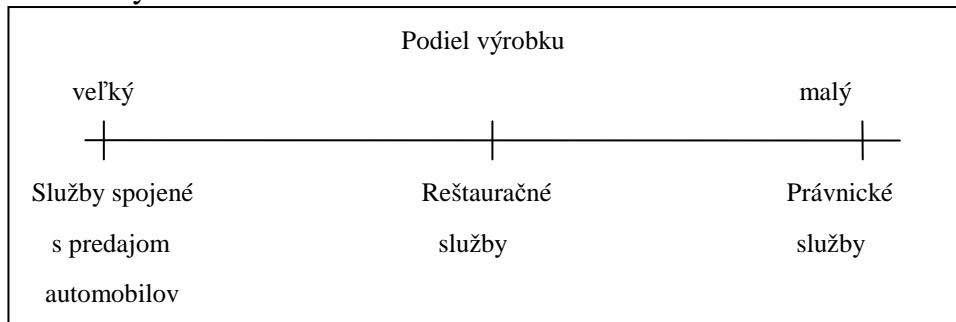 Podiel výrobku
veľký malý
Služby spojené Reštauračné Právnické
s predajom služby služby
automobilov